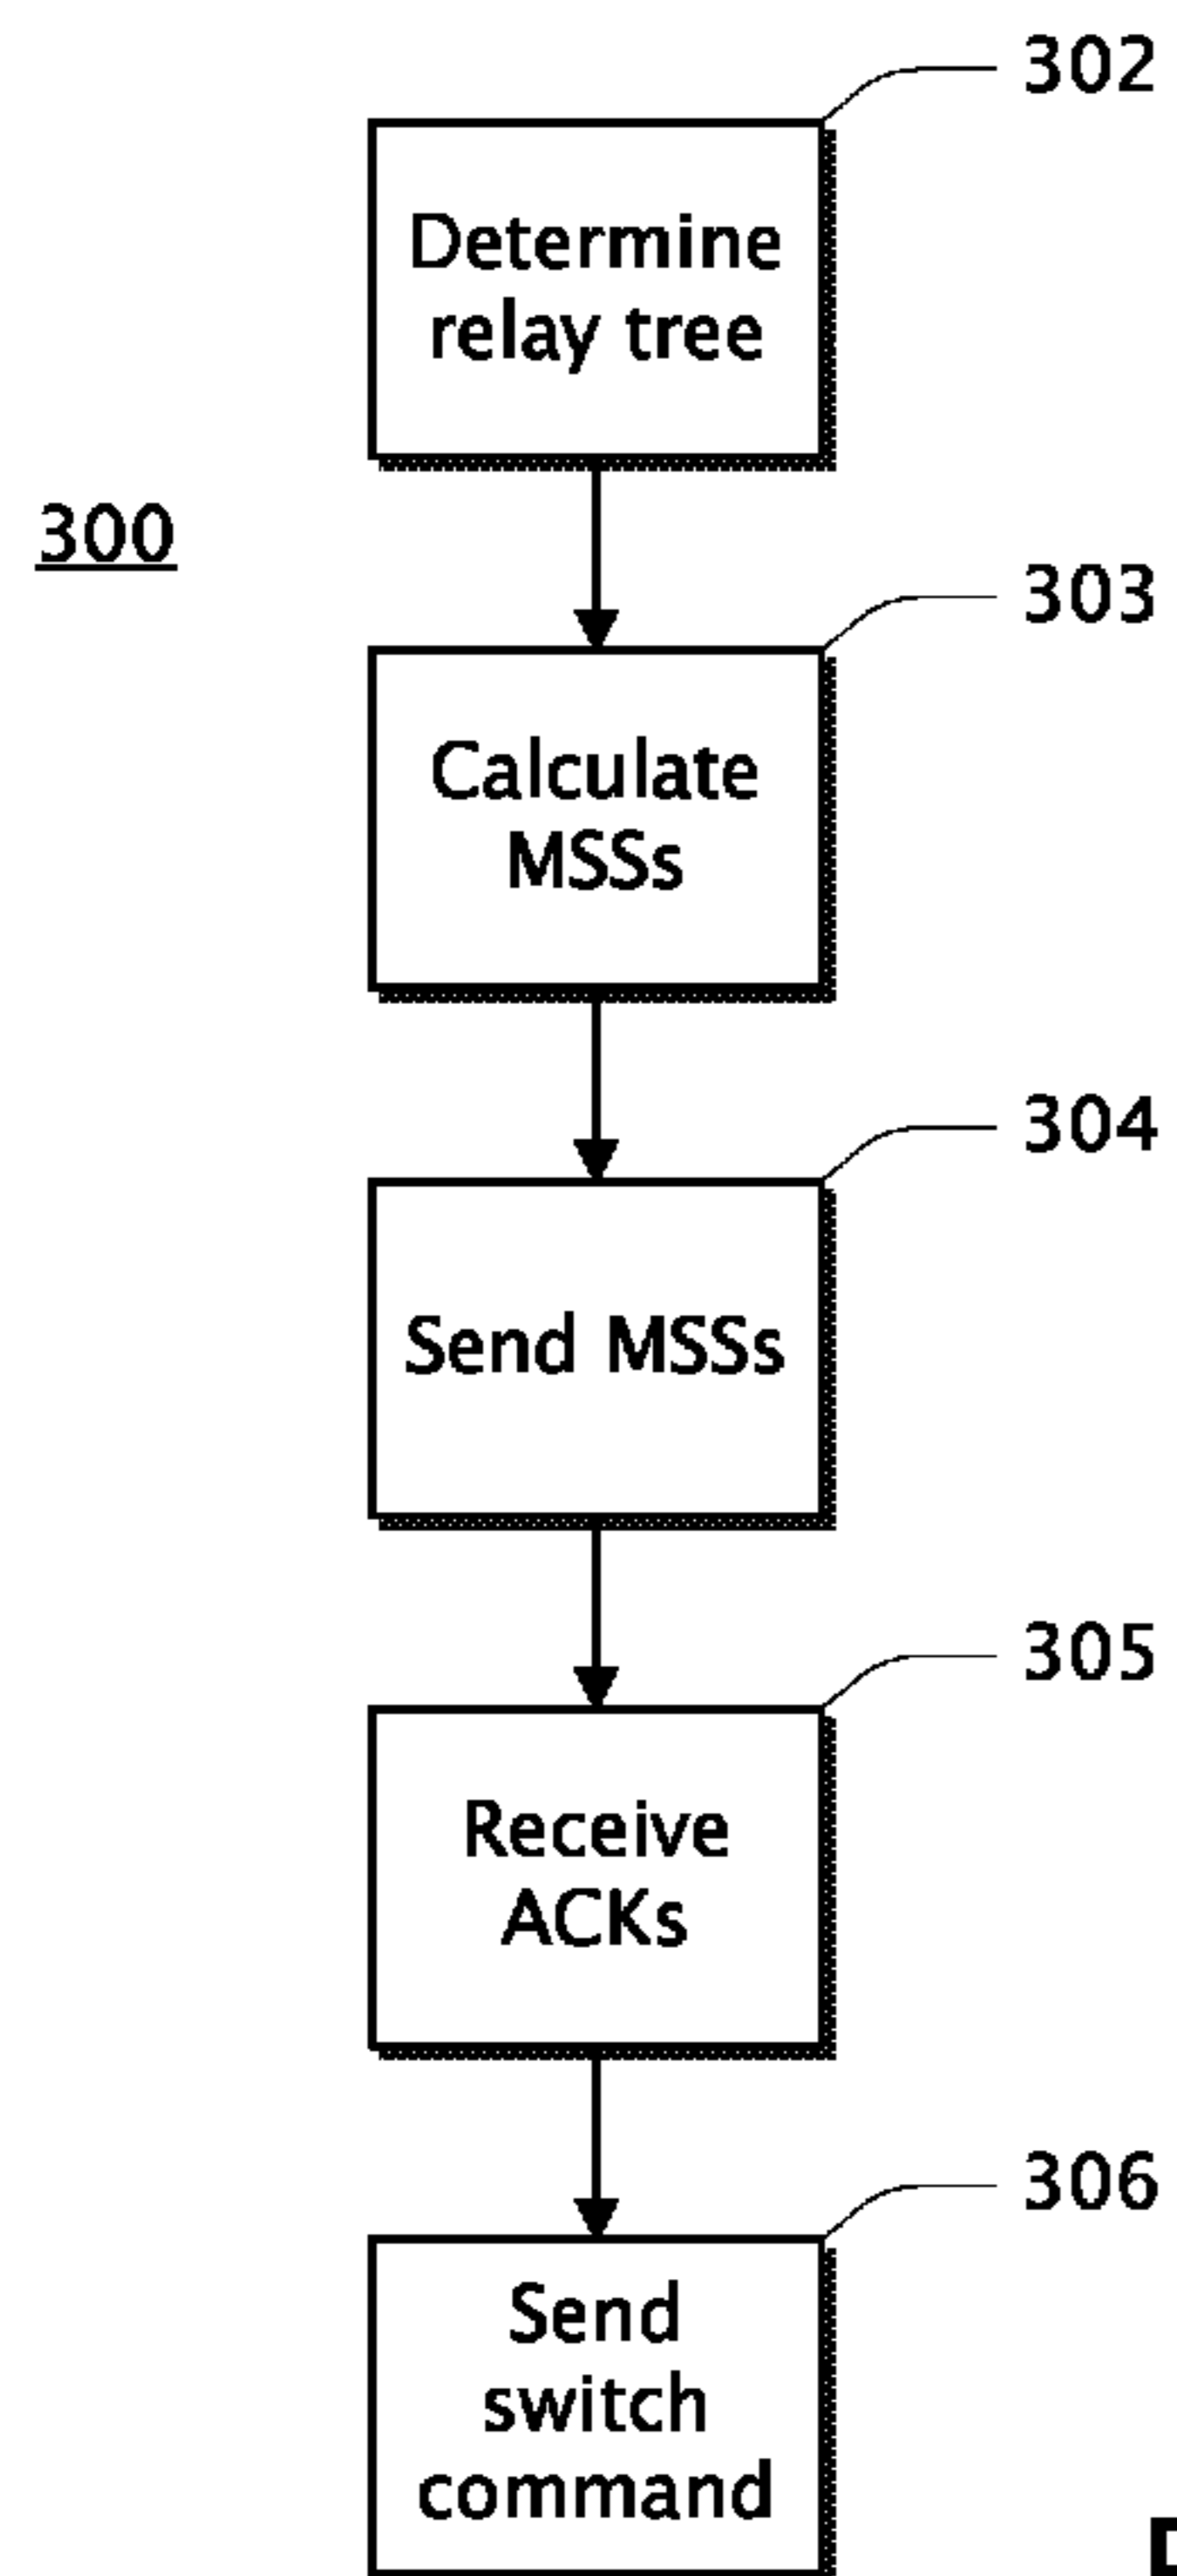 302
Determine
relay tree
300
303
Calculate
MSSs
304
Send MSSs
305
Receive
ACKs
306
Send
switch
command